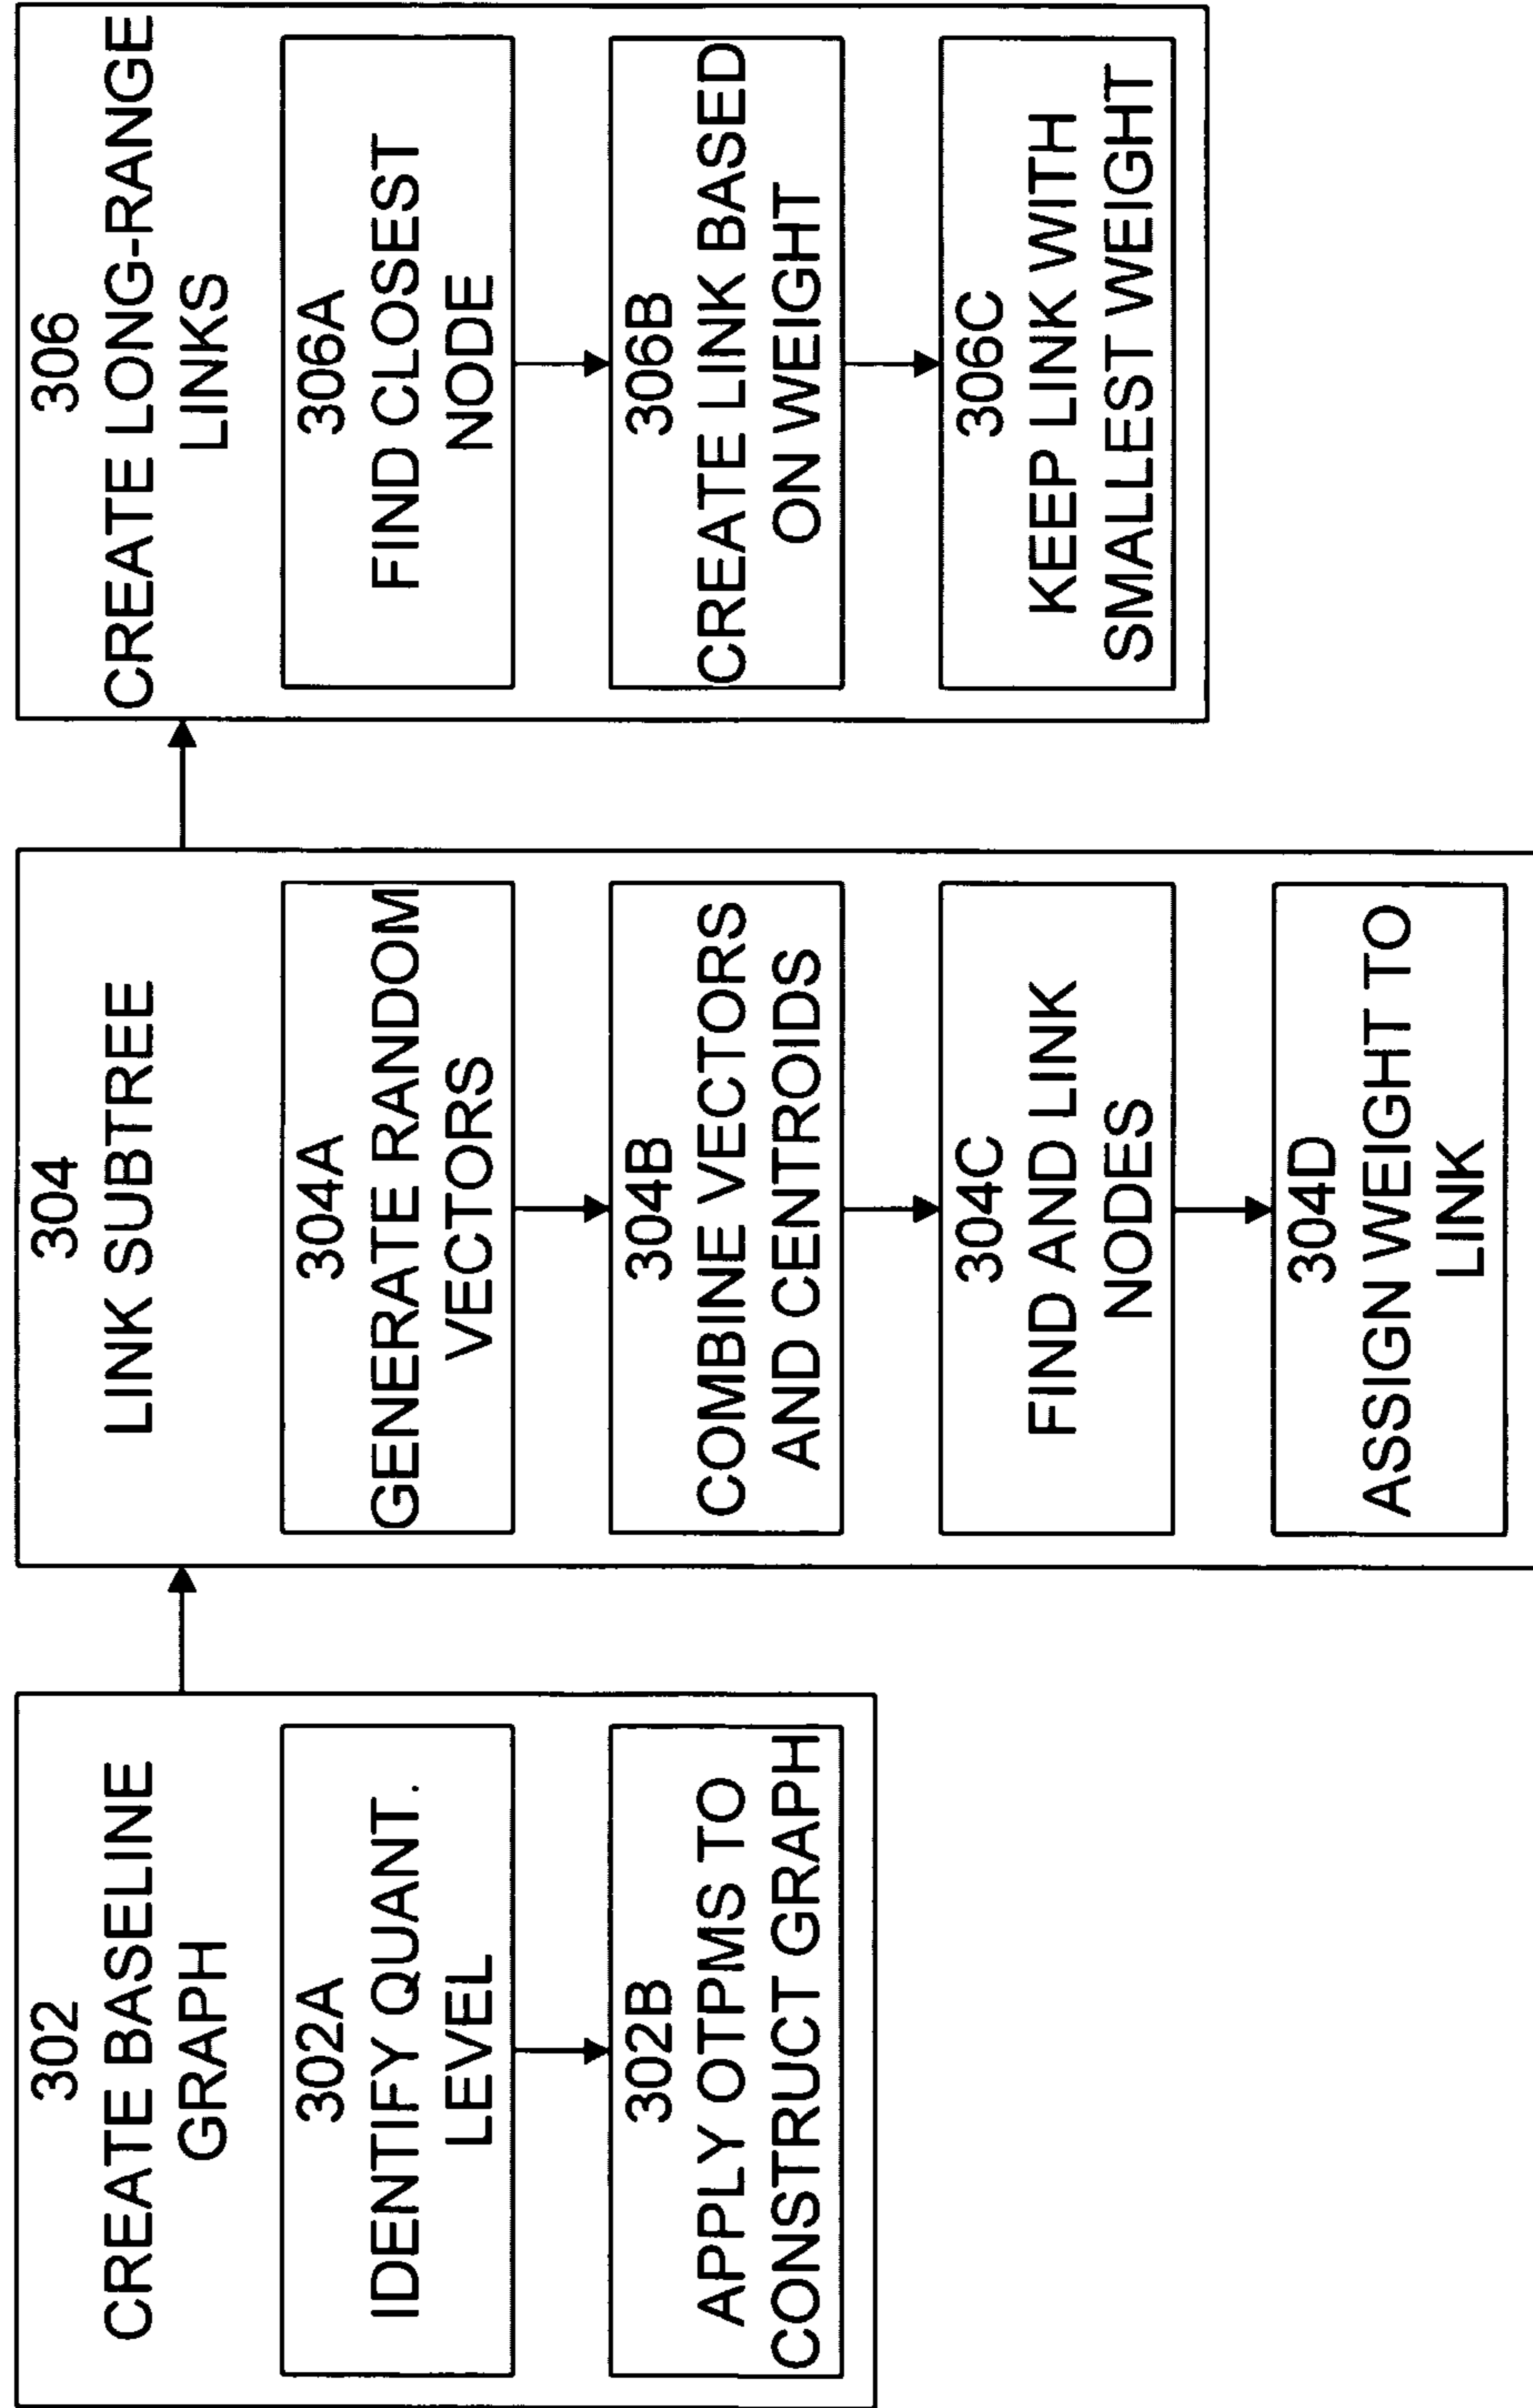 302
CREATE BASELINE
GRAPH
302A
IDENTIFY QUANT.
LEVEL
302B
APPLY OTPMS TO
CONSTRUCT GRAPH
304
LINK SUBTREE
304A
GENERATE RANDOM
VECTORS
304B
COMBINE VECTORS
AND CENTROIDS
304C
FIND AND LINK
NODES
304D
ASSIGN WEIGHT TO
LINK
306
CREATE LONG-RANGE
LINKS
306A
FIND CLOSEST
NODE
306B
CREATE LINK BASED
ON WEIGHT
306C
KEEP LINK WITH
SMALLEST WEIGHT